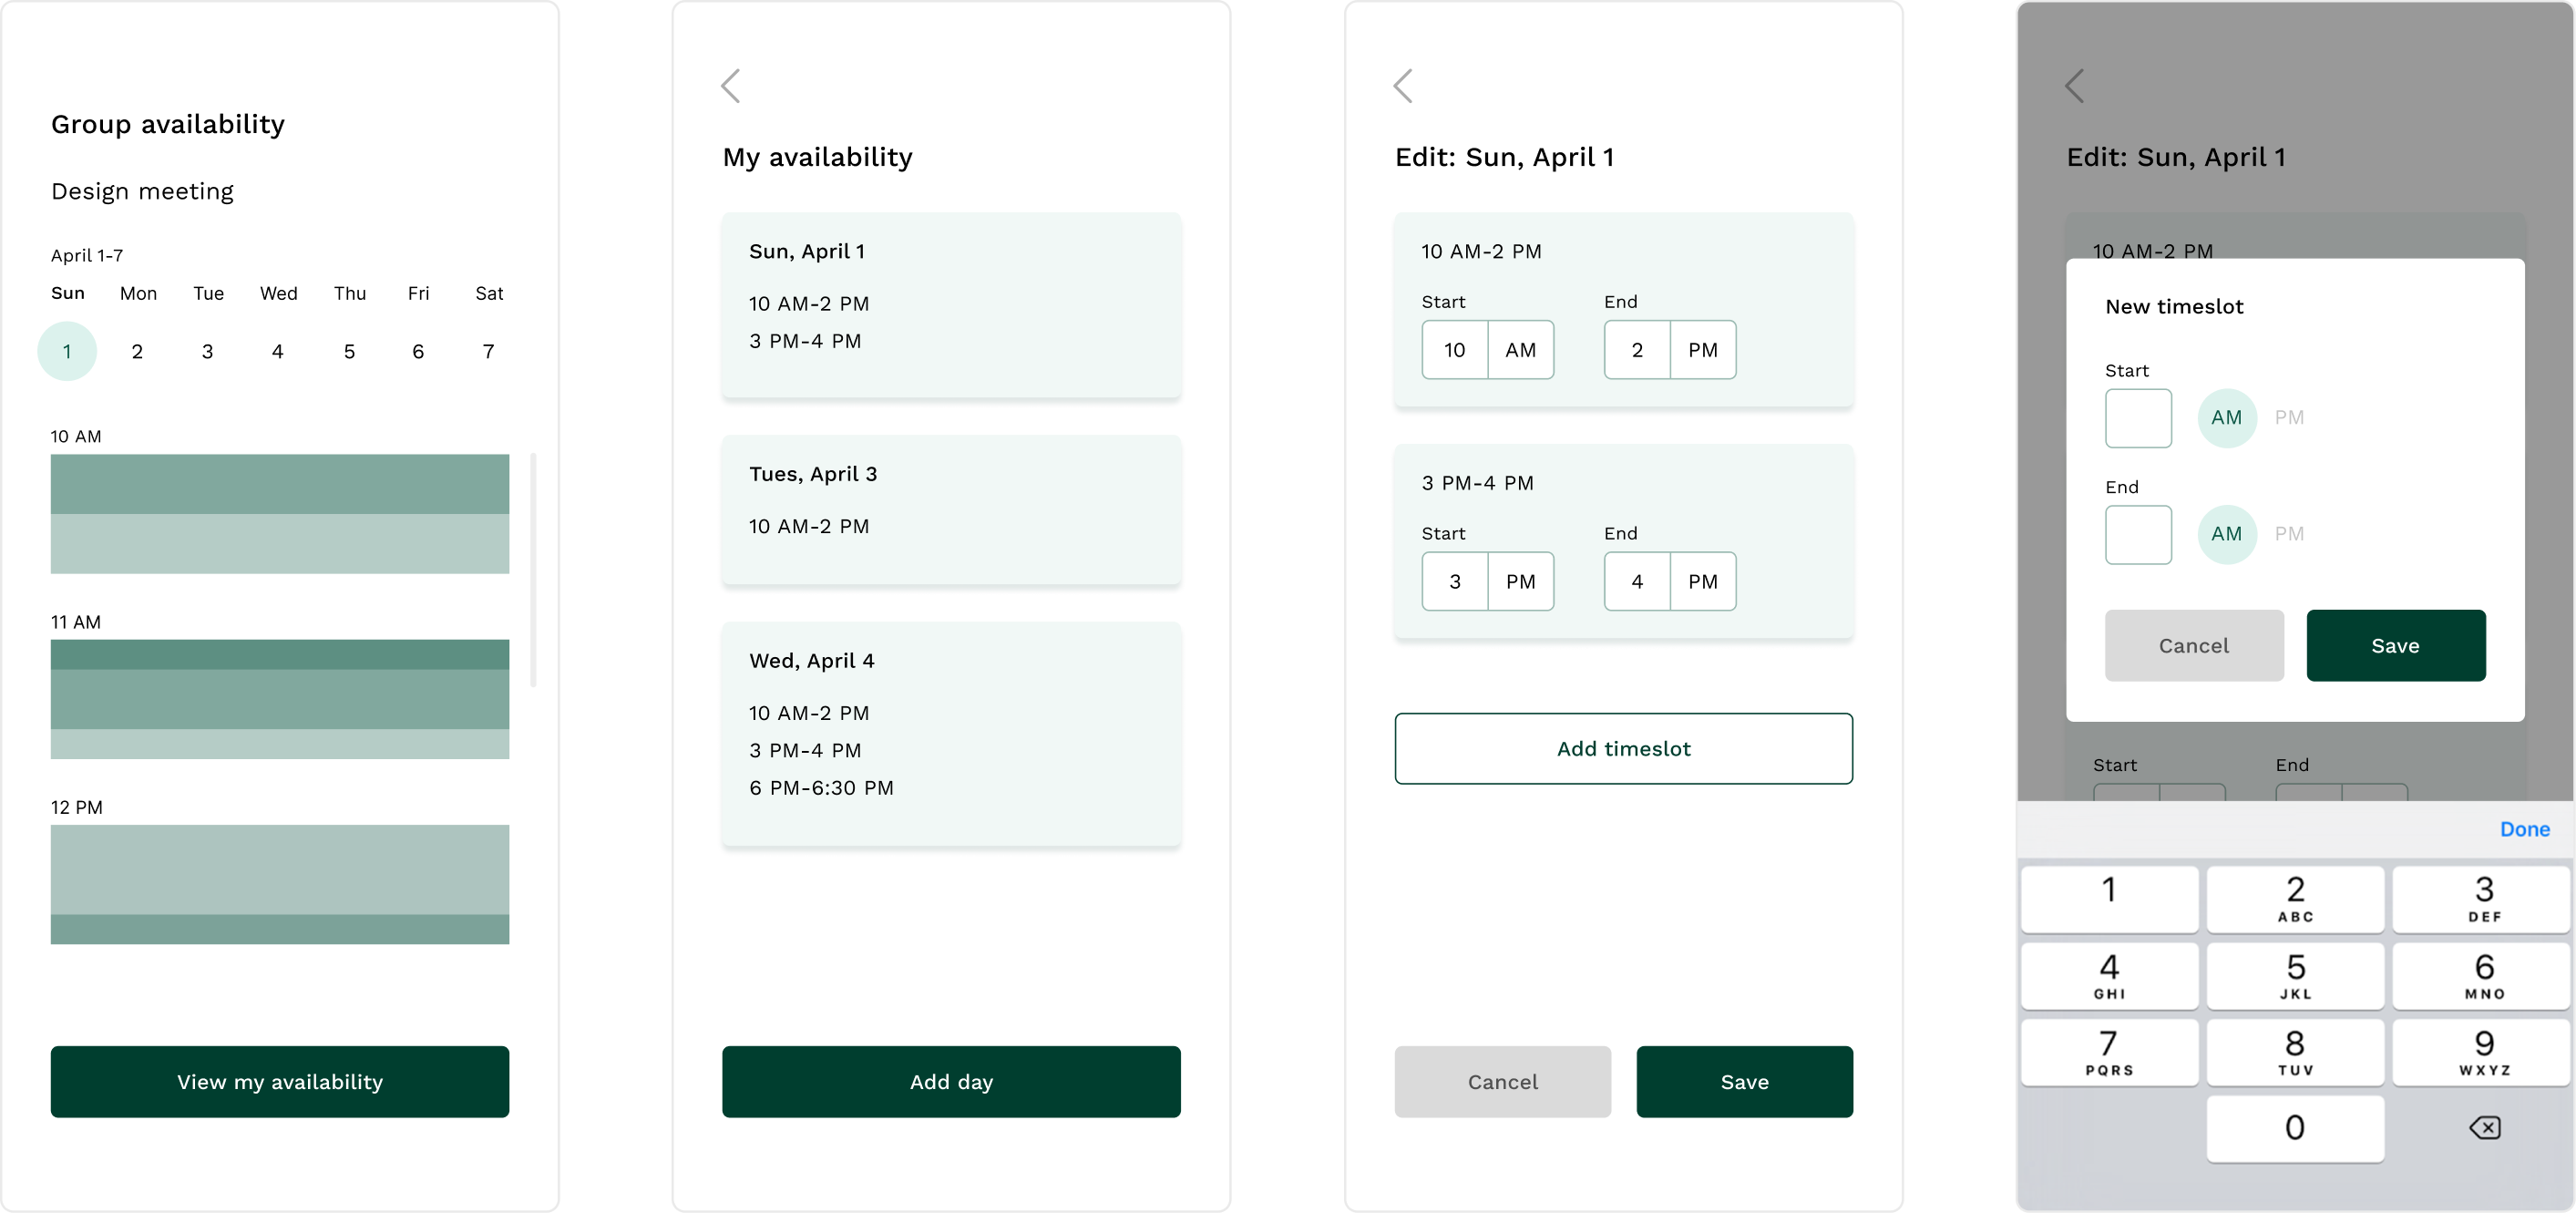 Group availability
Design meeting
April 1-7
Sun Mon Tue Wed Thu Fri Sat
1 2 3 4 5 6 7
10 AM
11 AM
12 PM
View my availability
My availability
Sun, April 1
10 AM-2 PM
3 PM-4 PM
Tues, April 3
10 AM-2 PM
Wed, April 4
10 AM-2 PM
3 PM-4 PM
6 PM-6:30 PM
Add day
Edit: Sun, April 1
10 AM-2 PM
Start End
10 AM 2 PM
3 PM-4 PM
Start End
3 PM 4 PM
Add timeslot
Cancel Save
Edit: Sun, April 1
10 AM-2 PM
New timeslot
Start
AM PM
End
AM PM
Cancel Save
Start End
Done
1 2 3
ABC DEF
4 5 6
GHI JKL MNO
7 8 9
PQRS TUV WXYZ
0